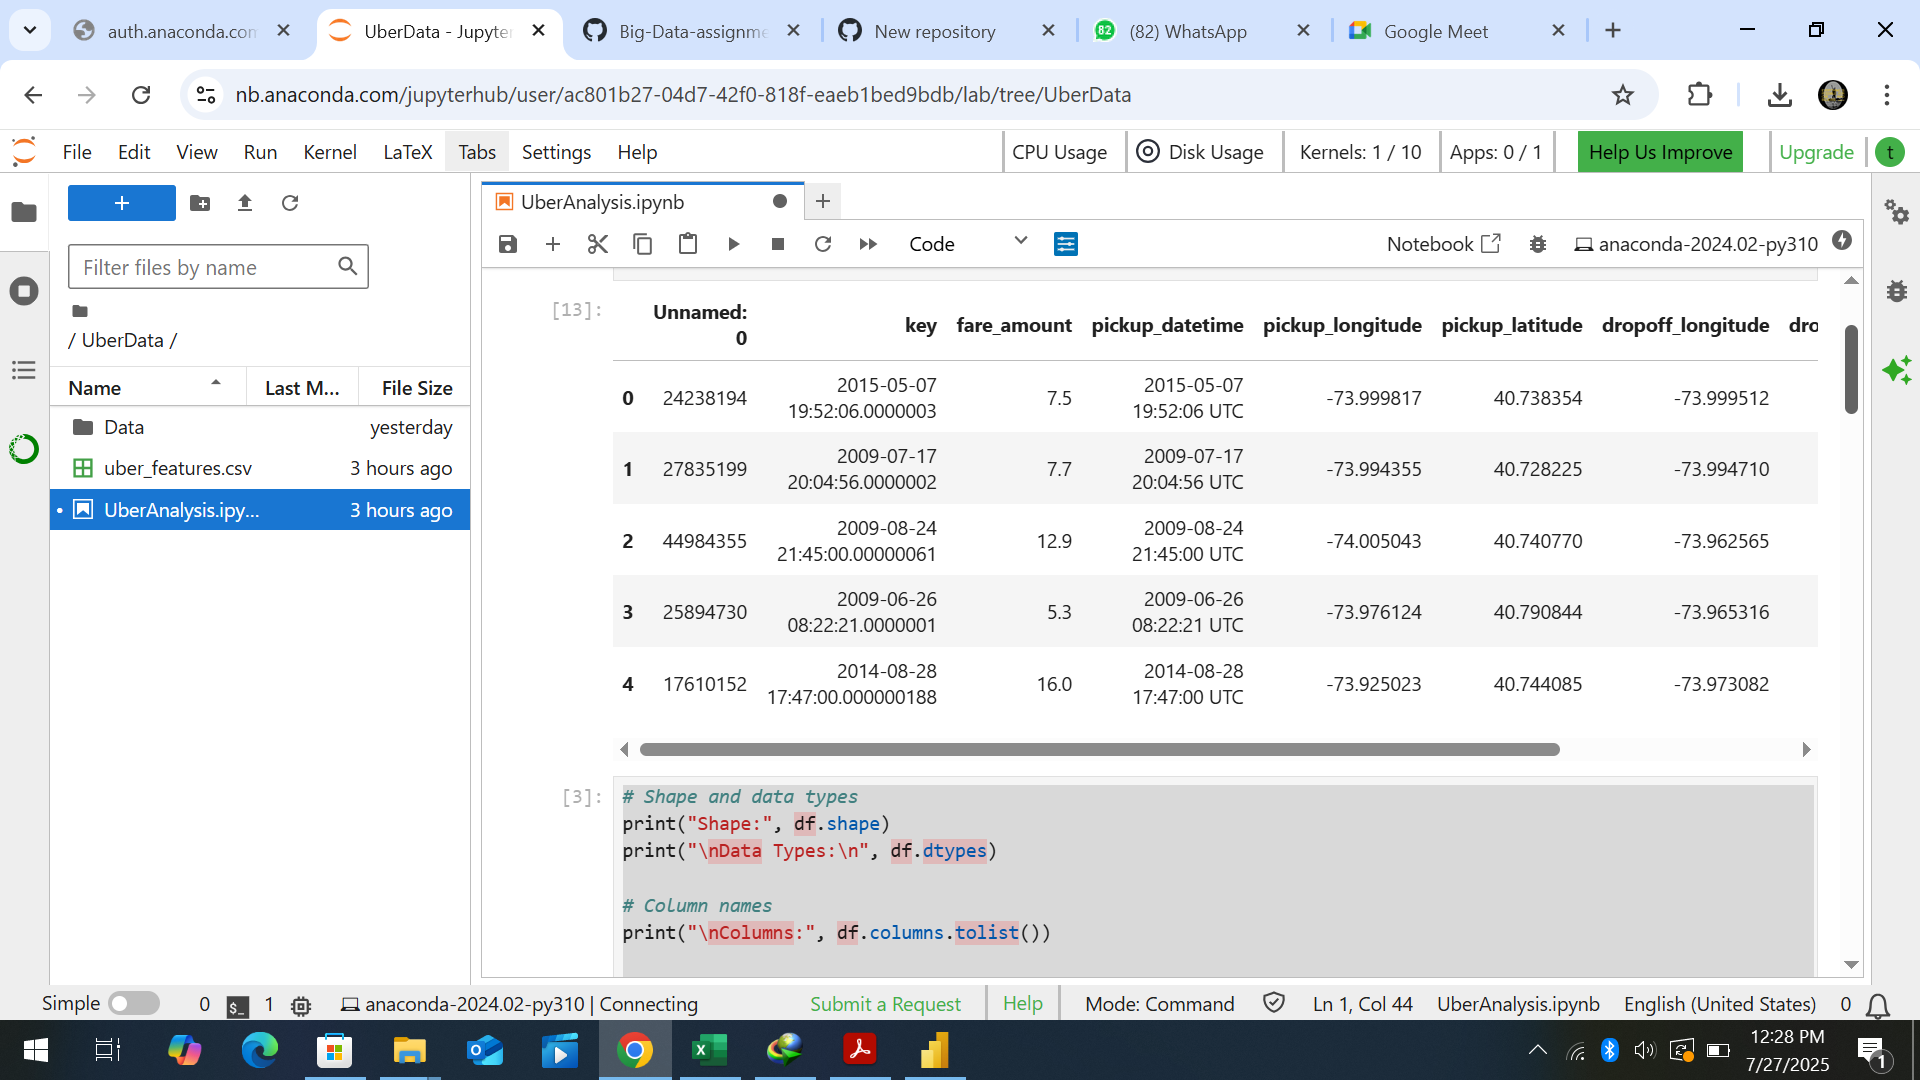 auth.anaconda.con
UberData - Jupyter
Big-Data-assignme
New repository
(82) WhatsApp
Google Meet
nb.anaconda.com/jupyterhub/user/ac801b27-04d7-42f0-818f-eaeb1bed9bdb/lab/tree/UberData
File Edit View Run Kernel LaTeX Tabs Settings Help
CPU Usage Disk Usage Kernels: 1 / 10 Apps: 0 / 1 Help Us Improve Upgrade t
UberAnalysis.ipynb
Filter files by name
Code
Notebook
anaconda-2024.02-py310
/ UberData /
Name Last M... File Size
Data yesterday
uber_features.csv 3 hours ago
UberAnalysis.ipy... 3 hours ago
[13]:
Unnamed: 0 key fare_amount pickup_datetime pickup_longitude pickup_latitude dropoff_longitude dro
0 24238194 2015-05-07 19:52:06.0000003 7.5 2015-05-07 19:52:06 UTC -73.999817 40.738354 -73.999512
1 27835199 2009-07-17 20:04:56.0000002 7.7 2009-07-17 20:04:56 UTC -73.994355 40.728225 -73.994710
2 44984355 2009-08-24 21:45:00.00000061 12.9 2009-08-24 21:45:00 UTC -74.005043 40.740770 -73.962565
3 25894730 2009-06-26 08:22:21.0000001 5.3 2009-06-26 08:22:21 UTC -73.976124 40.790844 -73.965316
4 17610152 2014-08-28 17:47:00.000000188 16.0 2014-08-28 17:47:00 UTC -73.925023 40.744085 -73.973082
[3]:
# Shape and data types
print("Shape:", df.shape)
print("\nData Types:\n", df.dtypes)
# Column names
print("\nColumns:", df.columns.tolist())
Simple 0 $_ 1 anaconda-2024.02-py310 | Connecting
Submit a Request Help Mode: Command Ln 1, Col 44 UberAnalysis.ipynb English (United States) 0
12:28 PM
7/27/2025
1